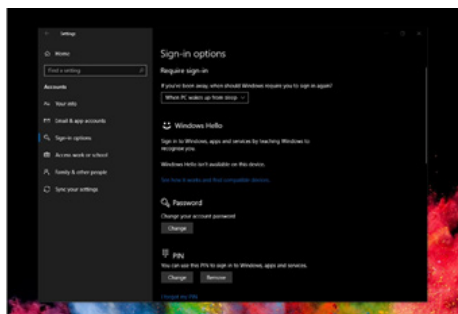 Settings
Home
Find a setting
Accounts
Your info
Email & app accounts
Sign-in options
Access work or school
Family & other people
Sync your settings
Sign-in options
Require sign-in
If you've been away, when should Windows require you to sign in again?
When PC wakes up from sleep
Windows Hello
Sign in to Windows, apps and services by teaching Windows to
recognise you.
Windows Hello isn't available on this device.
See how it works and find compatible devices.
Password
Change your account password
Change
PIN
You can use this PIN to sign in to Windows, apps and services.
Change
Remove
I forgot my PIN